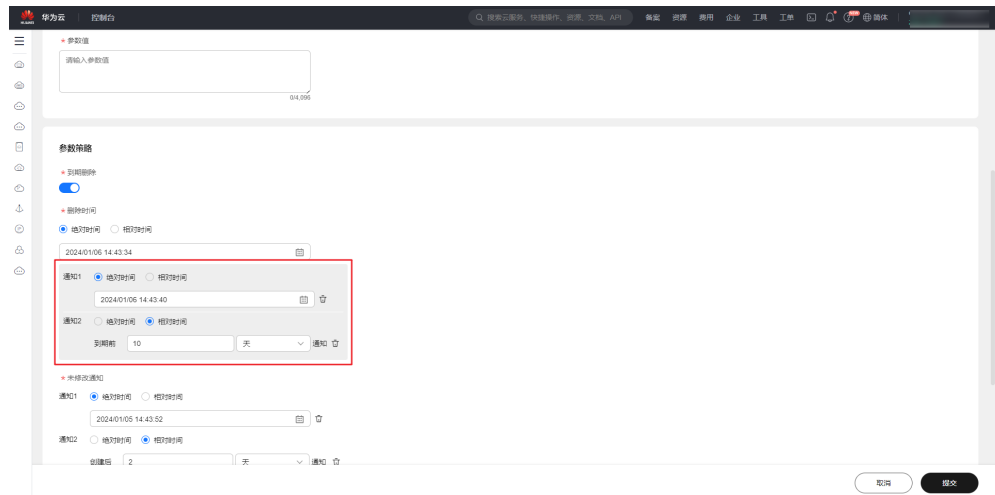 HUAWEI 华为云 控制台 搜索云服务、快捷操作、资源、文档、API 备案 资源 费用 企业 工具 工单 简体
* 参数值
请输入参数值
0/4,096
参数策略
* 到期删除
* 删除时间
绝对时间 相对时间
2024/01/06 14:43:34
通知1 绝对时间 相对时间
2024/01/06 14:43:40
通知2 绝对时间 相对时间
到期前 10 天 通知
* 未修改通知
通知1 绝对时间 相对时间
2024/01/05 14:43:52
通知2 绝对时间 相对时间
创建后 2 天 通知
取消 提交